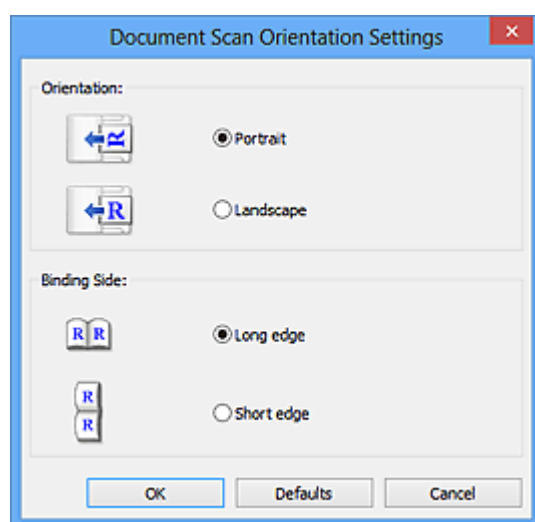 Document Scan Orientation Settings
Orientation:
R
Portrait
R
Landscape
Binding Side:
R R
Long edge
R
R
Short edge
OK Defaults Cancel